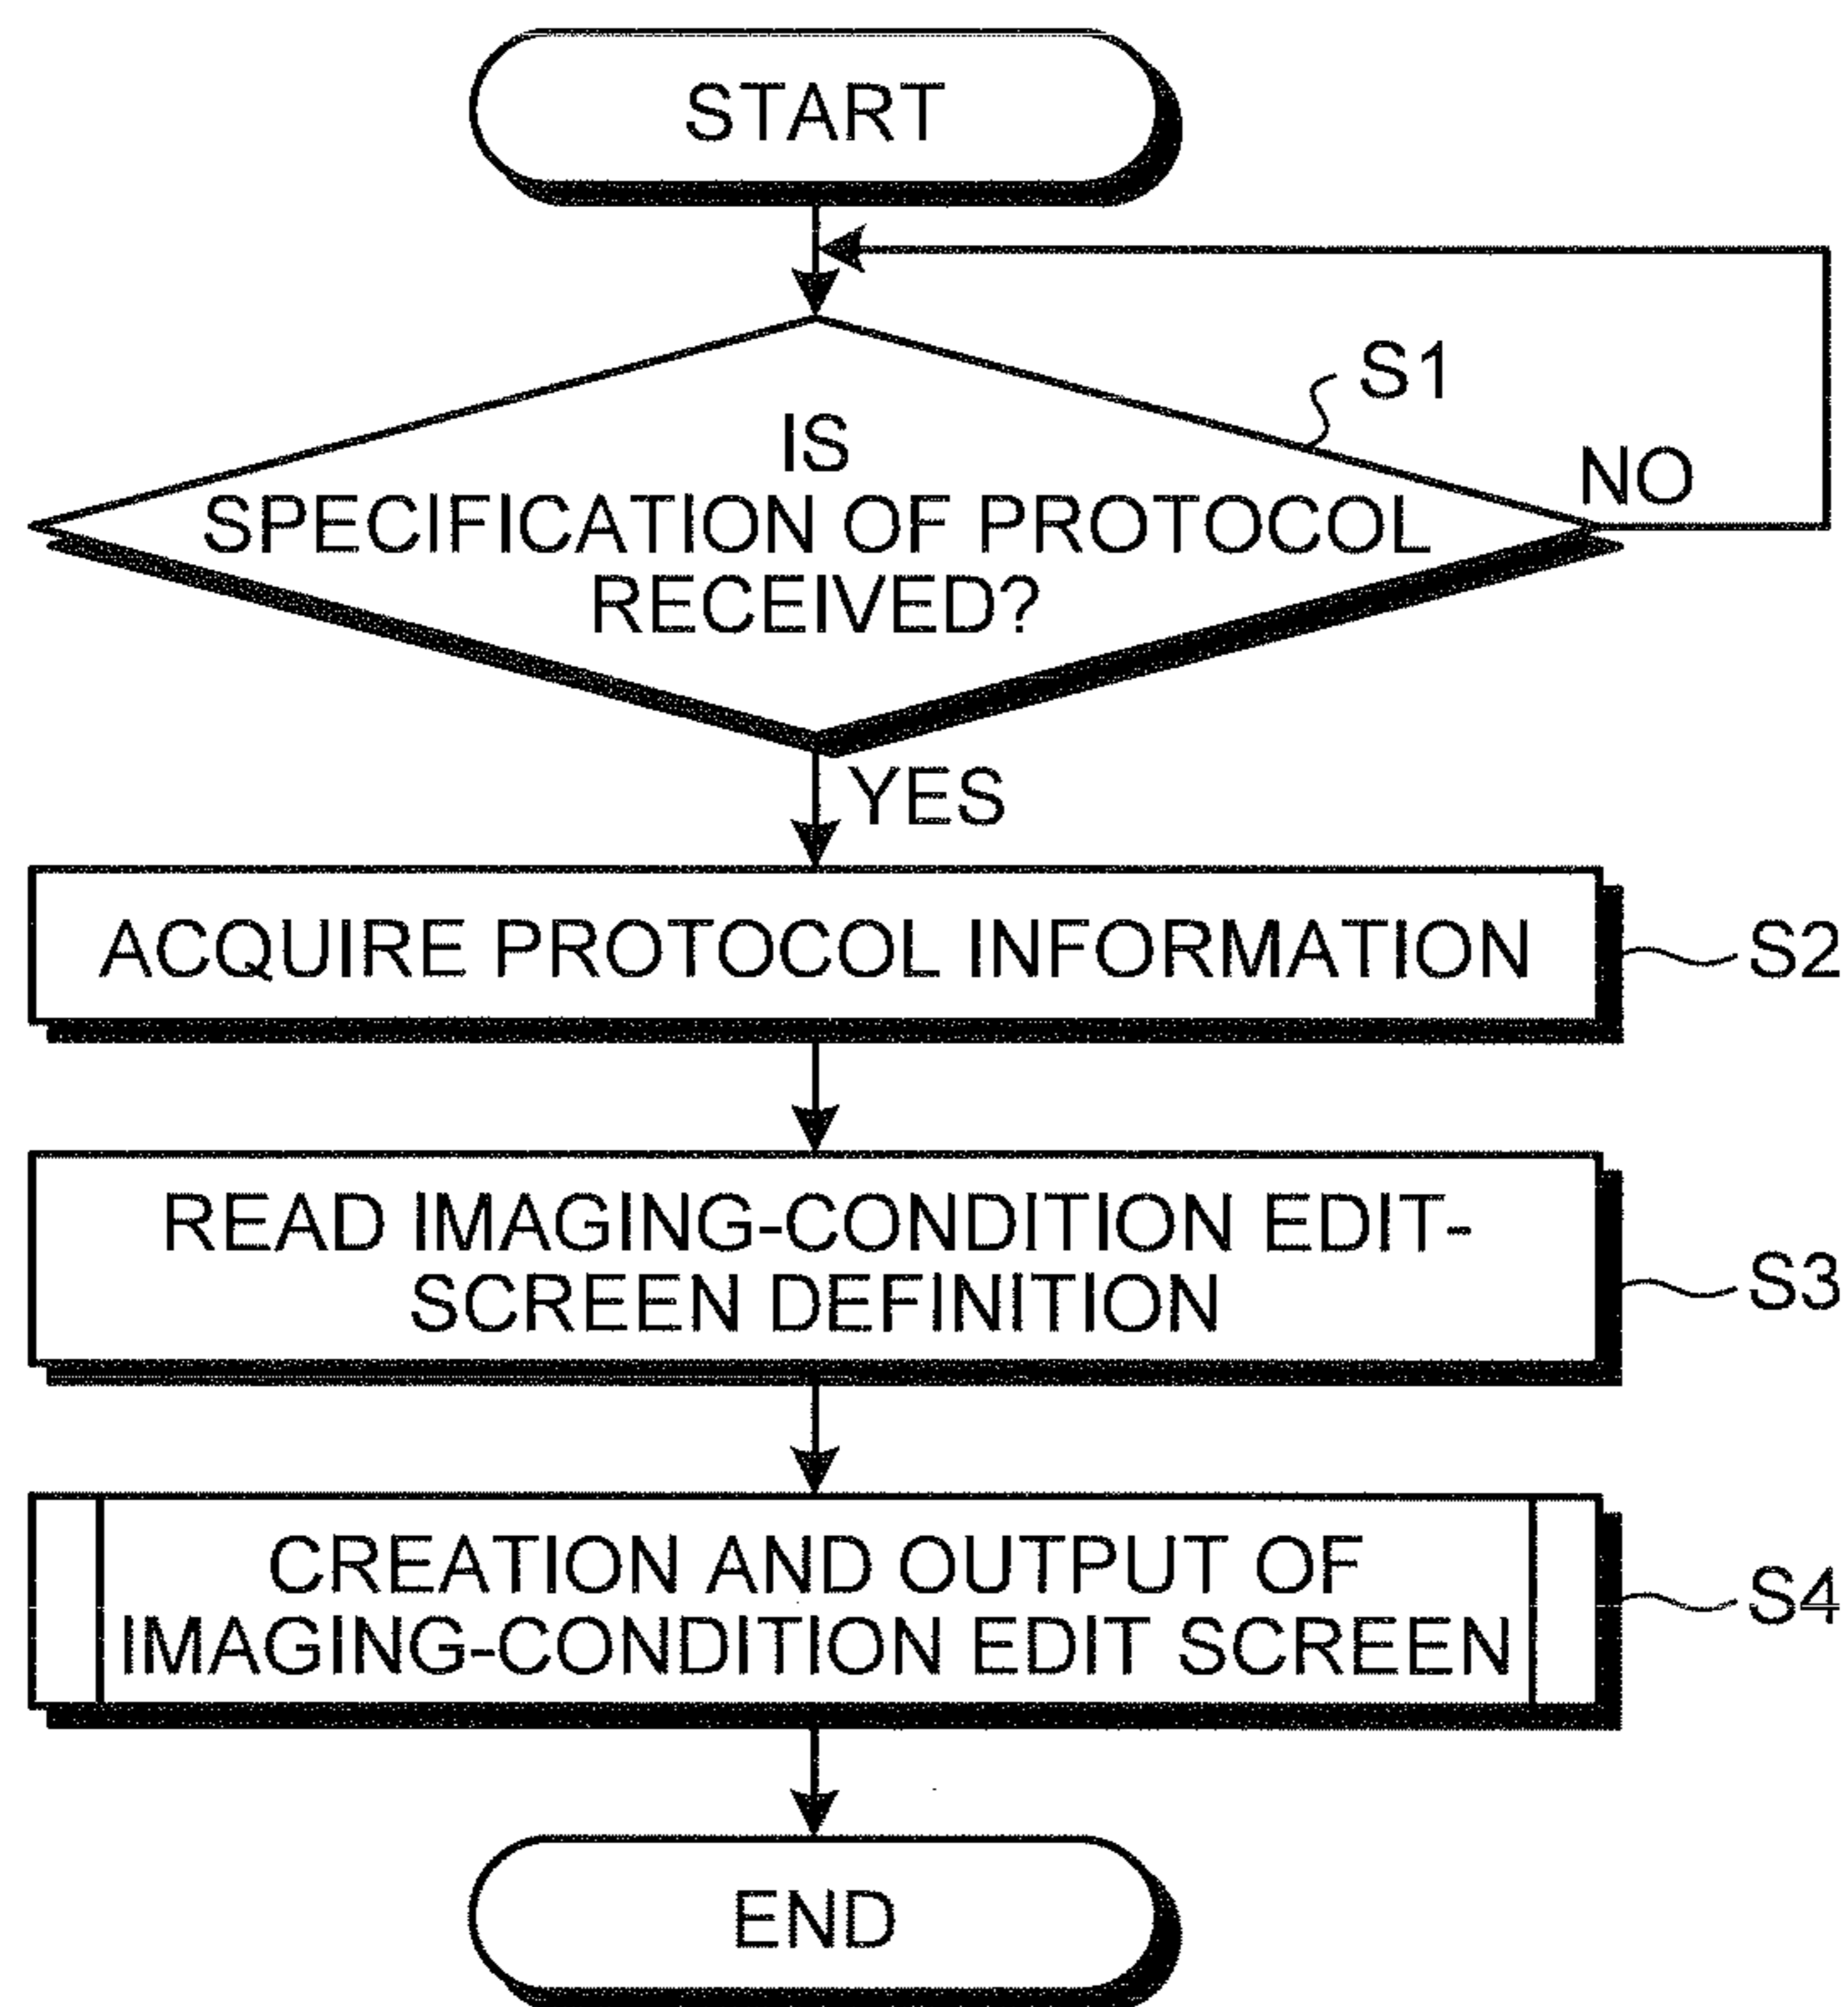 START
S1
IS
SPECIFICATION OF PROTOCOL
RECEIVED?
NO
YES
ACQUIRE PROTOCOL INFORMATION
S2
READ IMAGING-CONDITION EDIT-
SCREEN DEFINITION
S3
CREATION AND OUTPUT OF
IMAGING-CONDITION EDIT SCREEN
S4
END